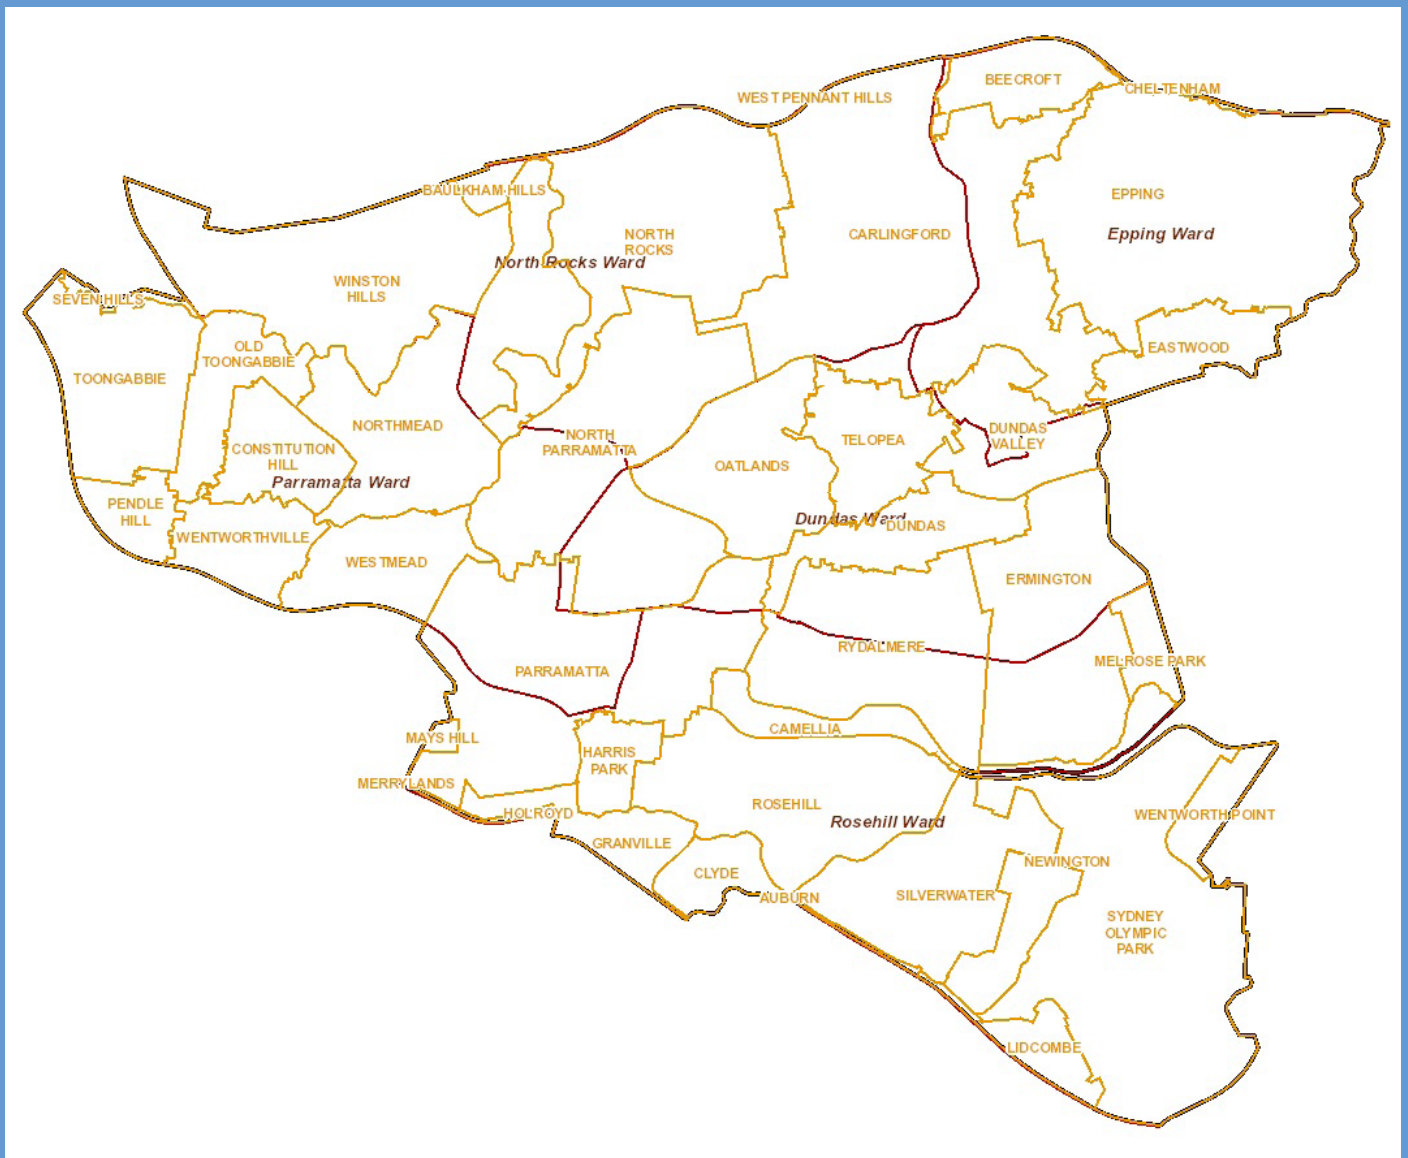 BEECROFT
CHELTENHAM
WEST PENNANT HILLS
BAULKHAM HILLS
EPPING
Epping Ward
NORTH
ROCKS
CARLINGFORD
North Rocks Ward
WINSTON
HILLS
SEVEN HILLS
OLD
TOONGABBIE
EASTWOOD
TOONGABBIE
NORTHMEAD
NORTH
PARRAMATTA
TELOPEA
DUNDAS
VALLEY
CONSTITUTION
HILL
OATLANDS
Parramatta Ward
PENDLE
HILL
Dundas Ward
DUNDAS
WENTWORTHVILLE
WESTMEAD
ERMINGTON
RYDALMERE
MELROSE PARK
PARRAMATTA
CAMELLIA
MAYS HILL
HARRIS
PARK
MERRYLANDS
HOLROYD
ROSEHILL
Rosehill Ward
WENTWORTH POINT
GRANVILLE
NEWINGTON
CLYDE
AUBURN
SILVERWATER
SYDNEY
OLYMPIC
PARK
LIDCOMBE